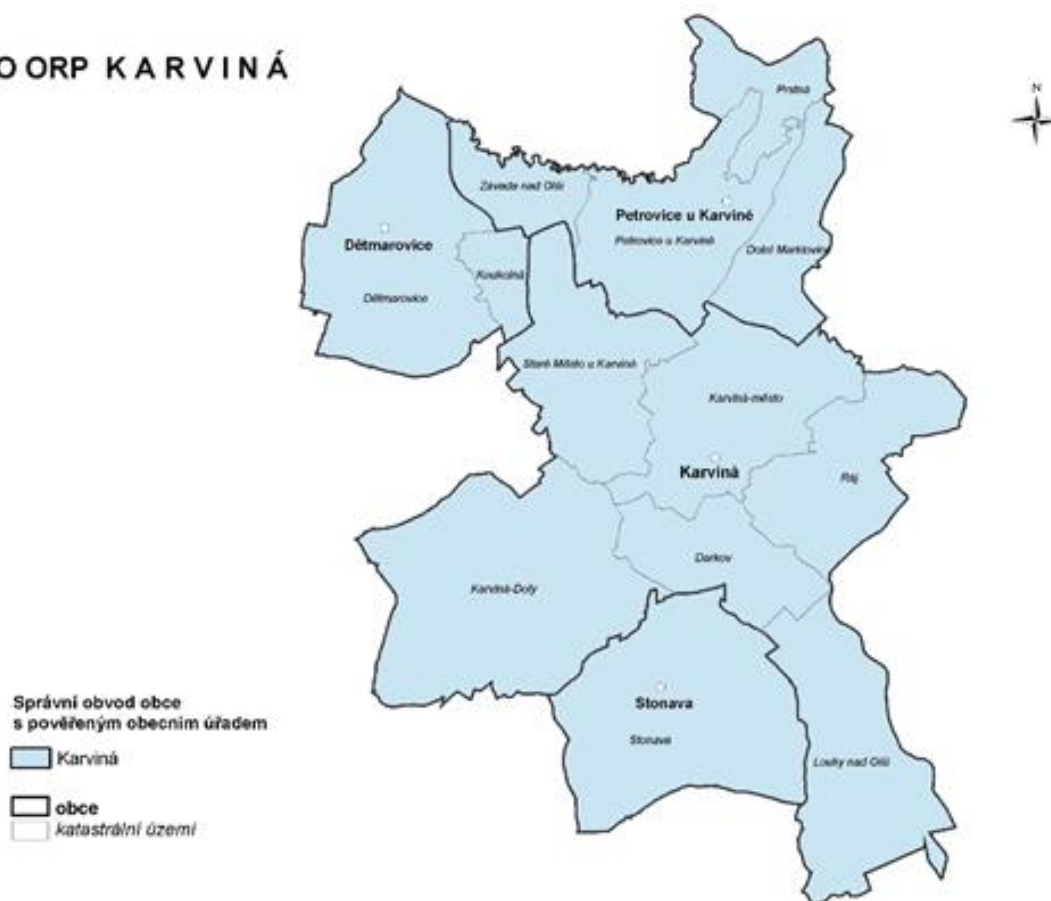 O ORP KARVINÁ
N
Prstná
Závada nad Olší
Petrovice u Karviné
Petrovice u Karviné
Dětmarovice
Dolní Marklovice
Koukolná
Dětmarovice
Staré Město u Karviné
Karviná-město
Karviná
Ráj
Darkov
Karviná-Doly
Stonava
Stonava
Louky nad Olší
Správní obvod obce
s pověřeným obecním úřadem
Karviná
obce
katastrální území